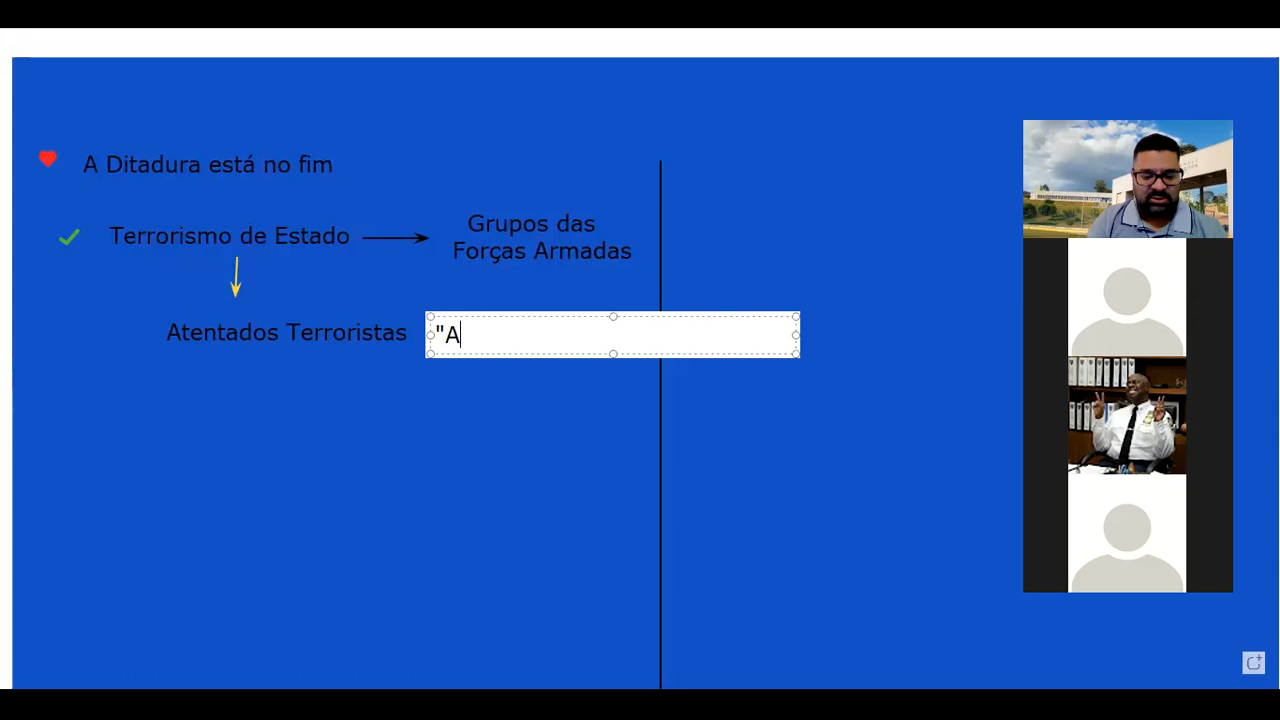 A Ditadura está no fim
Terrorismo de Estado
Grupos das
Forças Armadas
Atentados Terroristas
"A